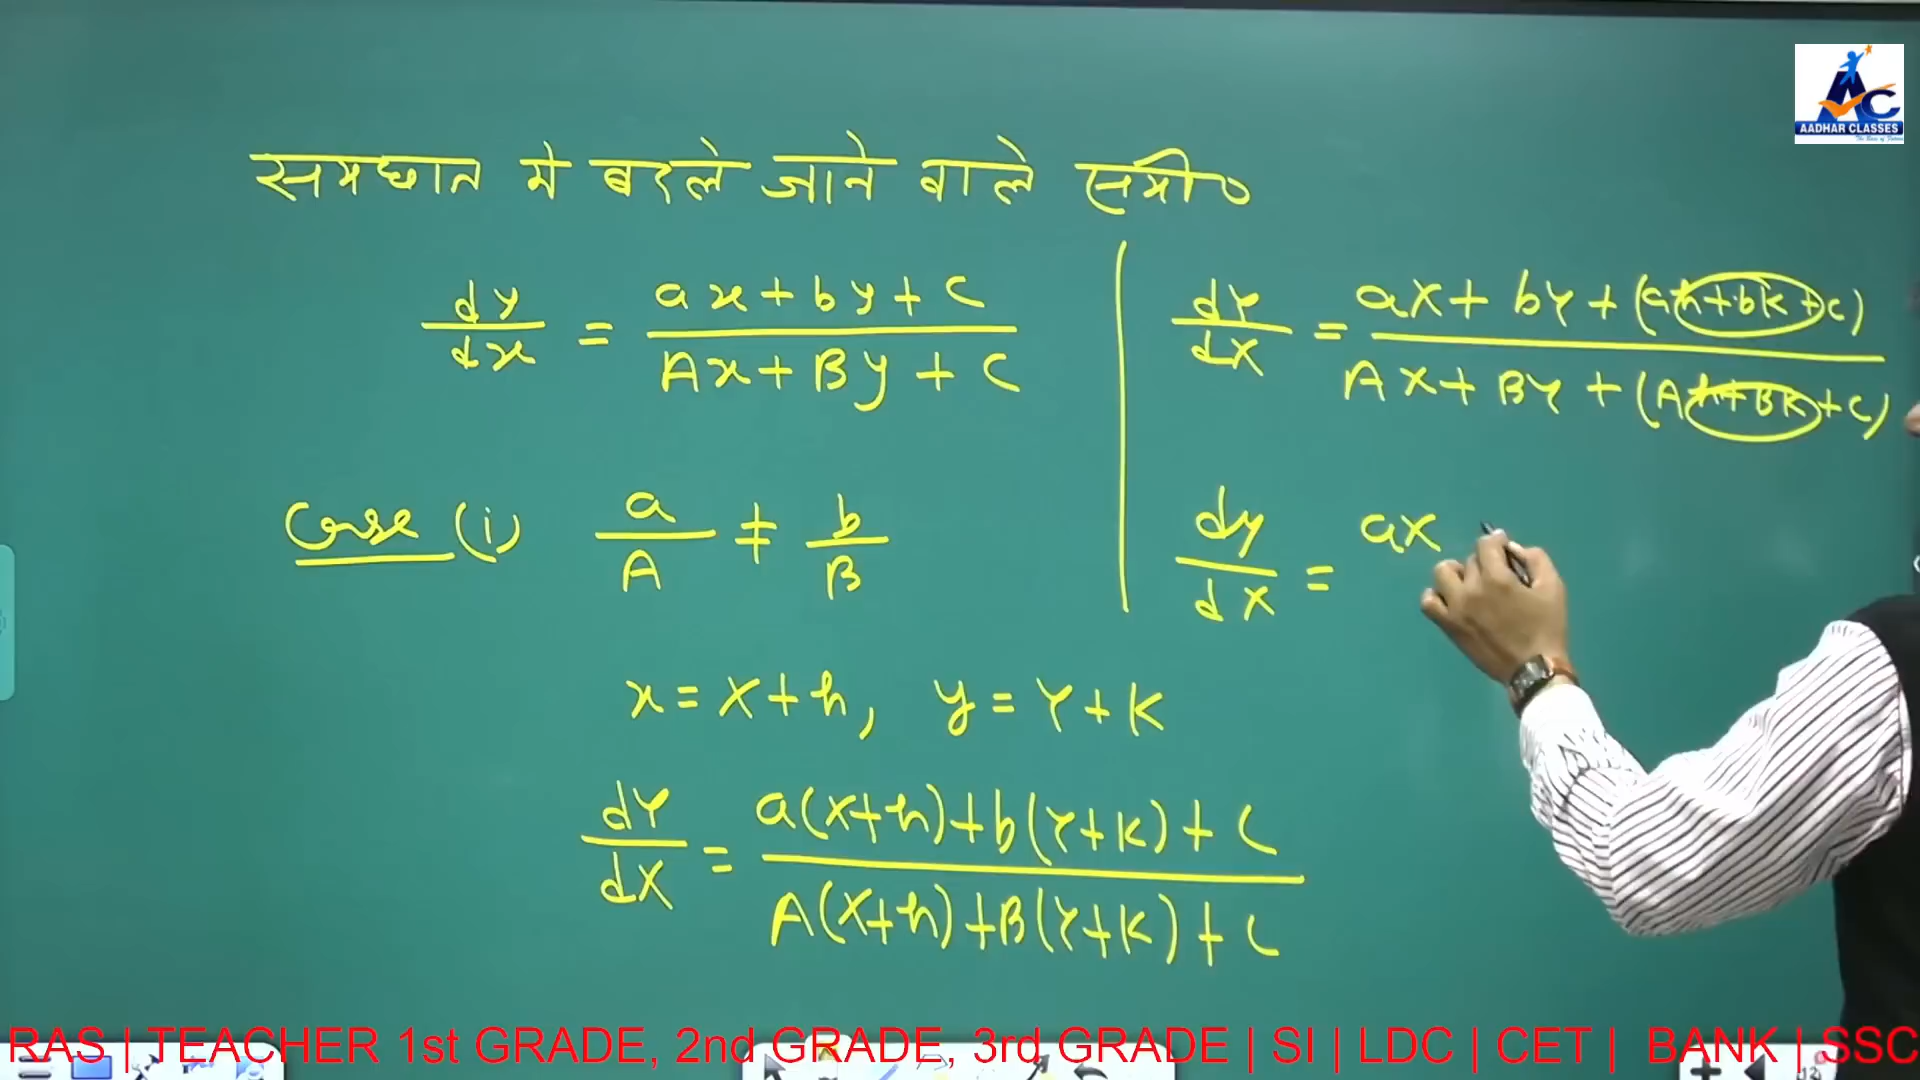 AC
AADHAR CLASSES
समघात में बदले जाने वाले समी०
dy/dx = (ax + by + c)/(Ax + By + C)
Case (i) a/A ≠ b/B
x = X + h, y = Y + K
dY/dX = (a(X+h) + b(Y+K) + C)/(A(X+h) + B(Y+K) + C)
dY/dX = (aX + bY + (ah + bK + c))/(AX + BY + (Ah + BK + C))
dy/dX = aX
RAS | TEACHER 1st GRADE, 2nd GRADE, 3rd GRADE | SI | LDC | CET | BANK | SSC